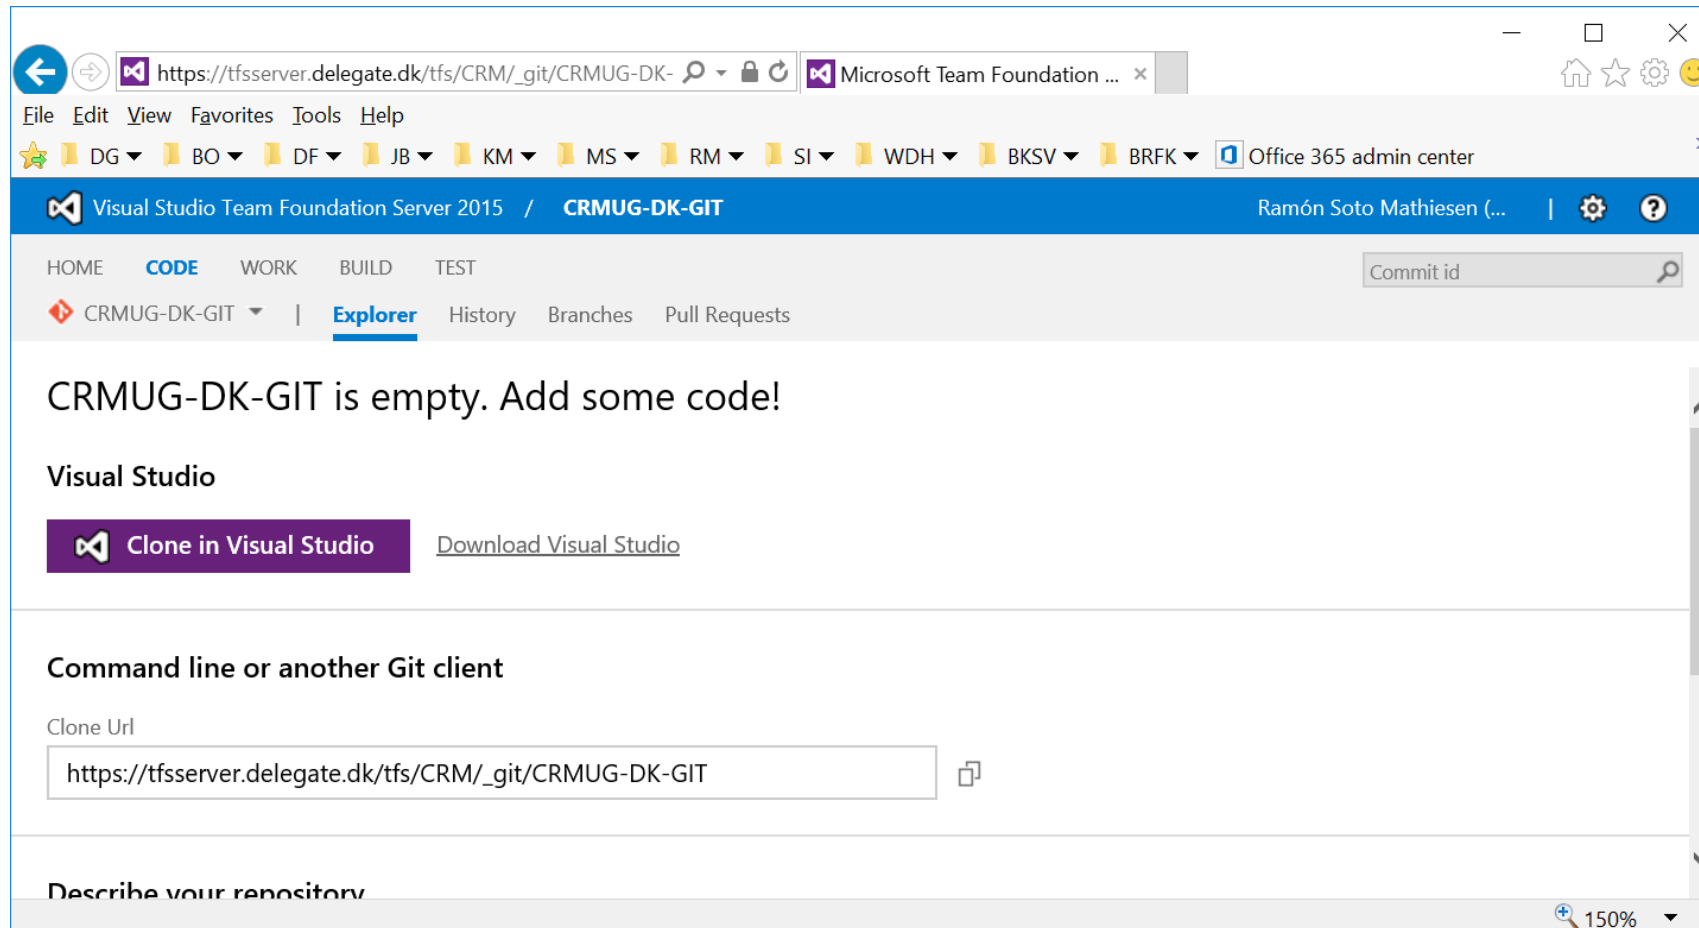 https://tfsserver.delegate.dk/tfs/CRM/_git/CRMUG-DK- Microsoft Team Foundation ...
File Edit View Favorites Tools Help
DG BO DF JB KM MS RM SI WDH BKSV BRFK Office 365 admin center
Visual Studio Team Foundation Server 2015 / CRMUG-DK-GIT Ramón Soto Mathiesen (... |
HOME CODE WORK BUILD TEST Commit id
CRMUG-DK-GIT | Explorer History Branches Pull Requests
CRMUG-DK-GIT is empty. Add some code!
Visual Studio
Clone in Visual Studio Download Visual Studio
Command line or another Git client
Clone Url
https://tfsserver.delegate.dk/tfs/CRM/_git/CRMUG-DK-GIT
Describe your repository
150%